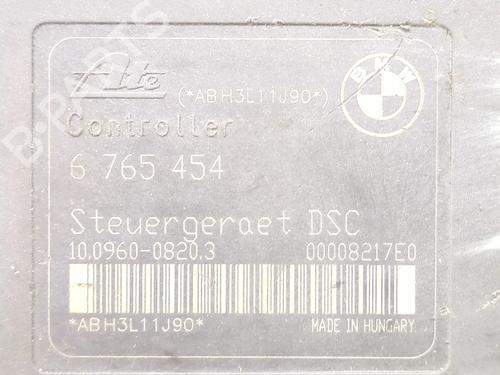 Ate (*ABH3L11J90*) BMW
Controller
6 765 454
Steuergeraet DSC
10.0960-0820.3 00008217E0
*ABH3L11J90* MADE IN HUNGARY
B-PARTS